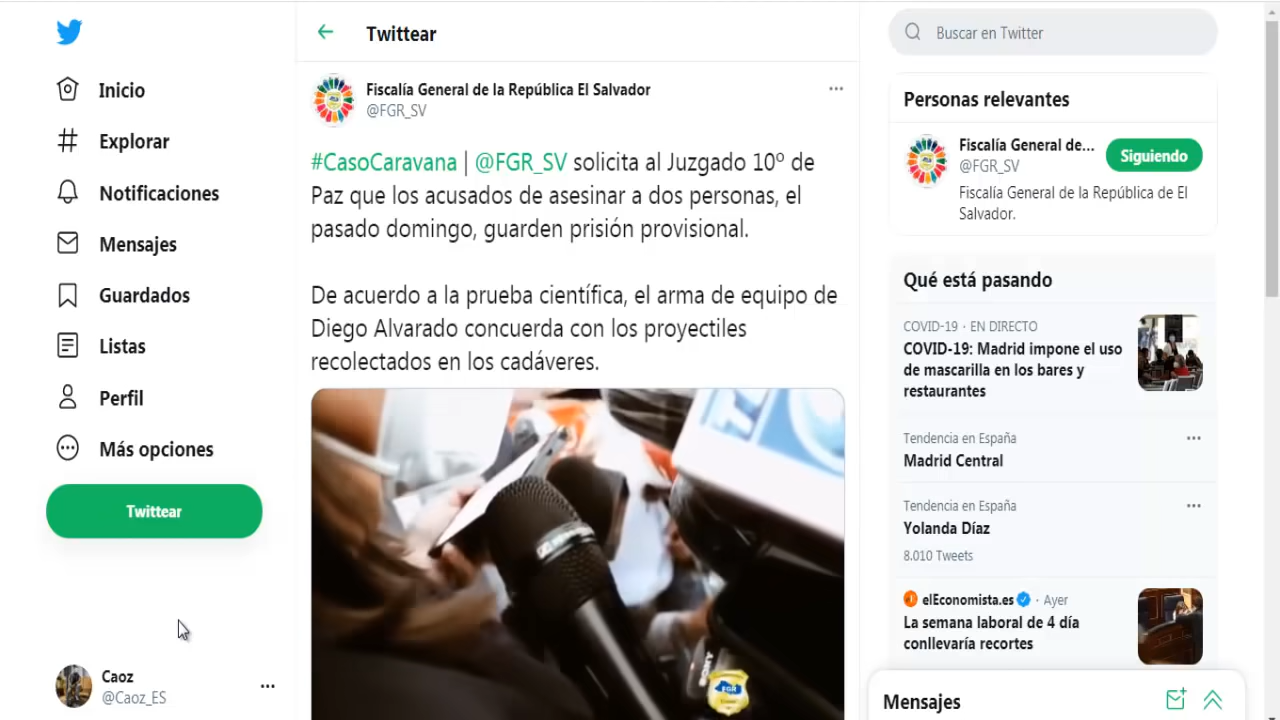 Inicio
Explorar
Notificaciones
Mensajes
Guardados
Listas
Perfil
Más opciones
Twittear
Caoz
@Caoz_ES
Twittear
Fiscalía General de la República El Salvador
@FGR_SV
#CasoCaravana | @FGR_SV solicita al Juzgado 10º de
Paz que los acusados de asesinar a dos personas, el
pasado domingo, guarden prisión provisional.
De acuerdo a la prueba científica, el arma de equipo de
Diego Alvarado concuerda con los proyectiles
recolectados en los cadáveres.
SONY
FGR
Buscar en Twitter
Personas relevantes
Fiscalía General de...
@FGR_SV
Siguiendo
Fiscalía General de la República de El
Salvador.
Qué está pasando
COVID-19 · EN DIRECTO
COVID-19: Madrid impone el uso
de mascarilla en los bares y
restaurantes
Tendencia en España
Madrid Central
Tendencia en España
Yolanda Díaz
8.010 Tweets
elEconomista.es · Ayer
La semana laboral de 4 día
conllevaría recortes
Mensajes